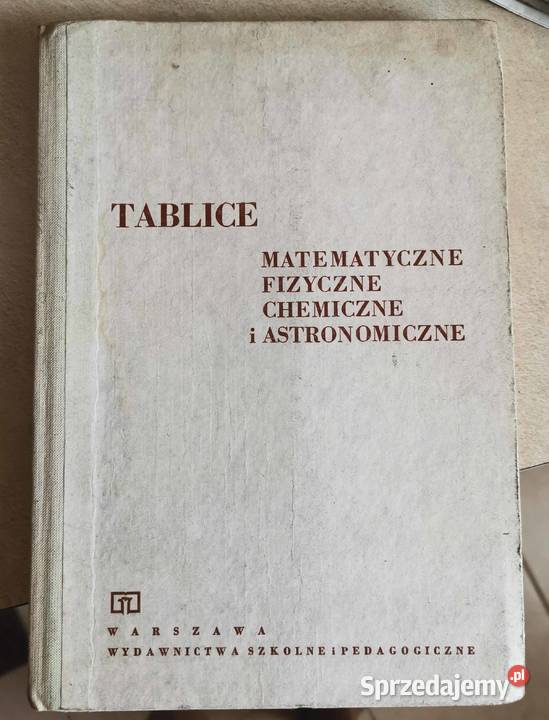 TABLICE
MATEMATYCZNE
FIZYCZNE
CHEMICZNE
i ASTRONOMICZNE
WARSZAWA
WYDAWNICTWA SZKOLNE i PEDAGOGICZNE
Sprzedajemy.pl